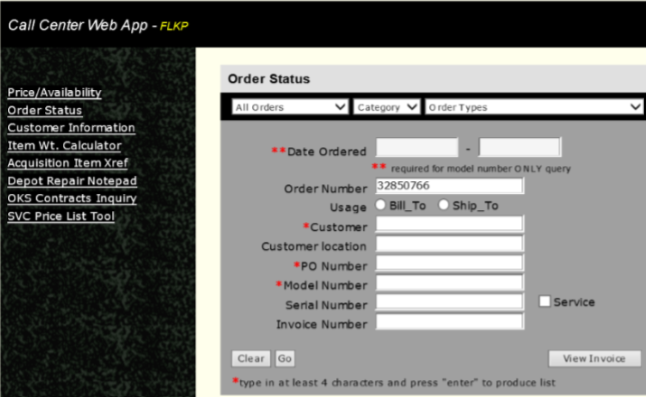 Call Center Web App - FLKP
Price/Availability
Order Status
Customer Information
Item Wt. Calculator
Acquisition Item Xref
Depot Repair Notepad
OKS Contracts Inquiry
SVC Price List Tool
Order Status
All Orders Category Order Types
**Date Ordered -
** required for model number ONLY query
Order Number 32850766
Usage Bill_To Ship_To
*Customer
Customer location
*PO Number
*Model Number
Serial Number Service
Invoice Number
Clear Go View Invoice
*type in at least 4 characters and press "enter" to produce list